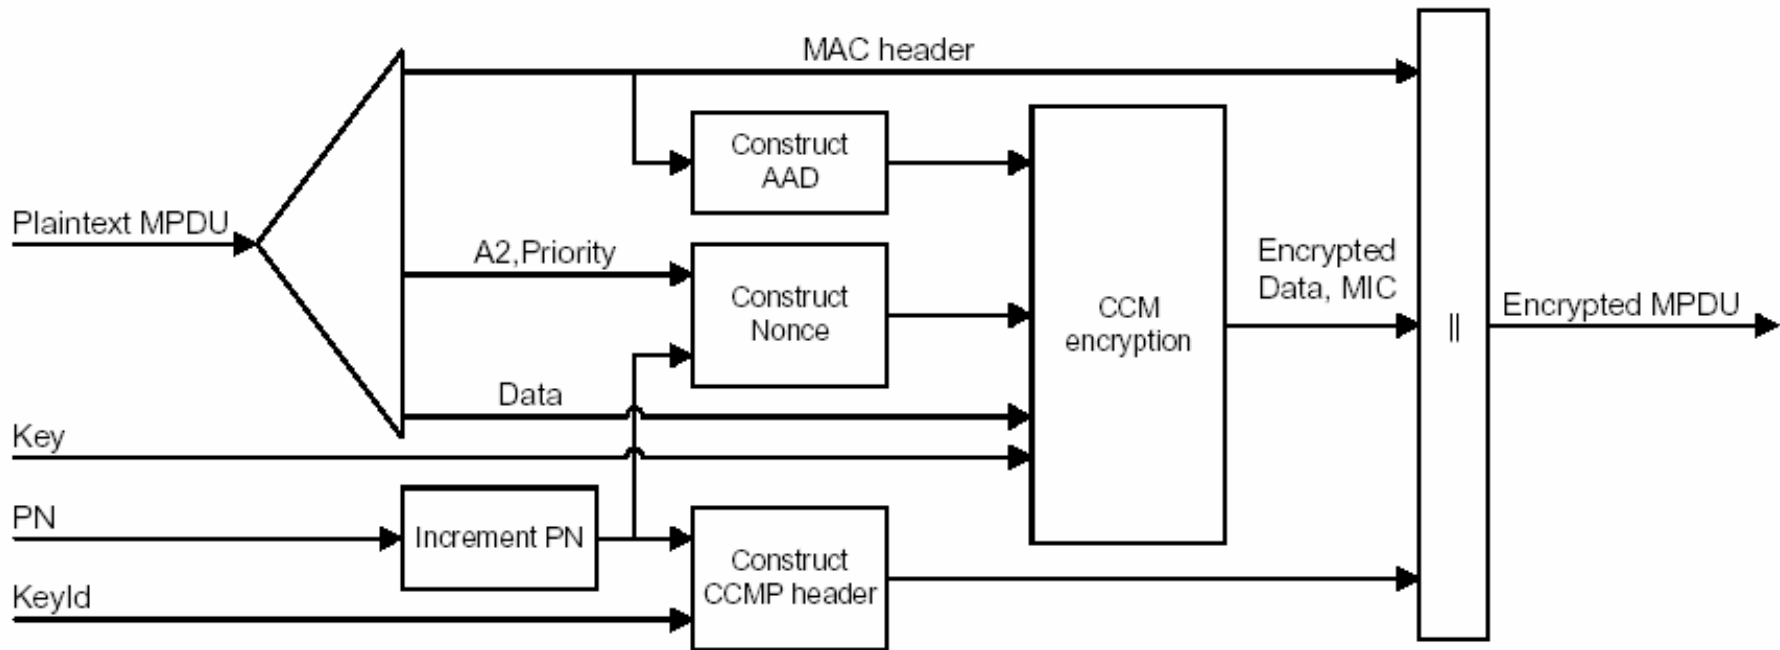 MAC header
Construct
AAD
Plaintext MPDU
A2,Priority
Construct
Nonce
Encrypted
Data, MIC
CCM
encryption
||
Encrypted MPDU
Data
Key
PN
Increment PN
Construct
CCMP header
KeyId